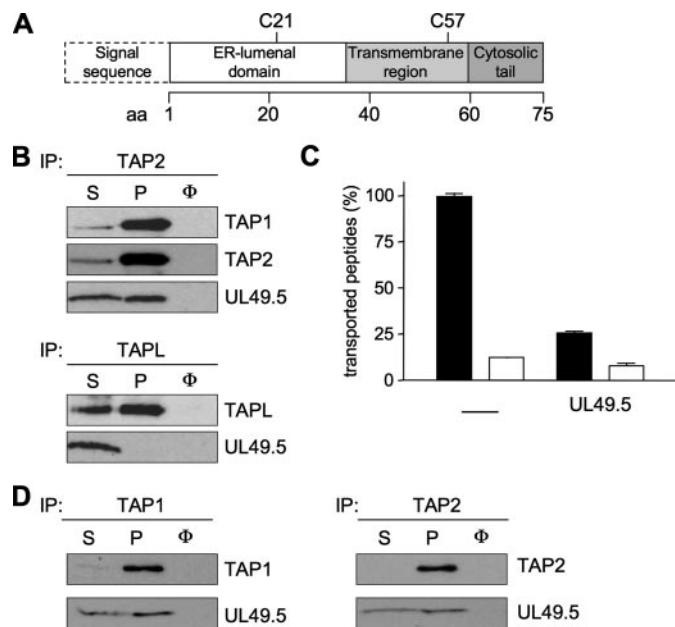 A
C21 C57
Signal sequence ER-lumenal domain Transmembrane region Cytosolic tail
aa 1 20 40 60 75
B
IP: TAP2
S P Φ
TAP1
TAP2
UL49.5
IP: TAPL
S P Φ
TAPL
UL49.5
C
transported peptides (%)
100
75
50
25
0
— UL49.5
D
IP: TAP1
S P Φ
TAP1
UL49.5
IP: TAP2
S P Φ
TAP2
UL49.5